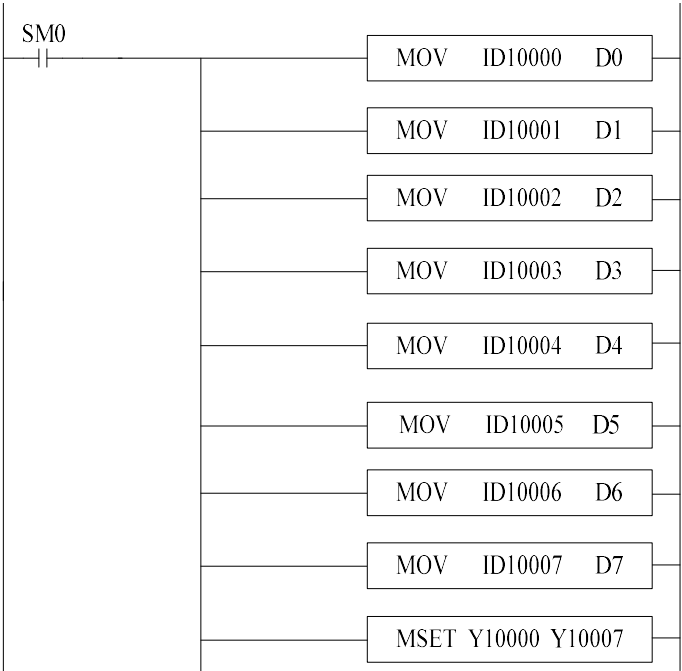 SM0
MOV ID10000 D0
MOV ID10001 D1
MOV ID10002 D2
MOV ID10003 D3
MOV ID10004 D4
MOV ID10005 D5
MOV ID10006 D6
MOV ID10007 D7
MSET Y10000 Y10007